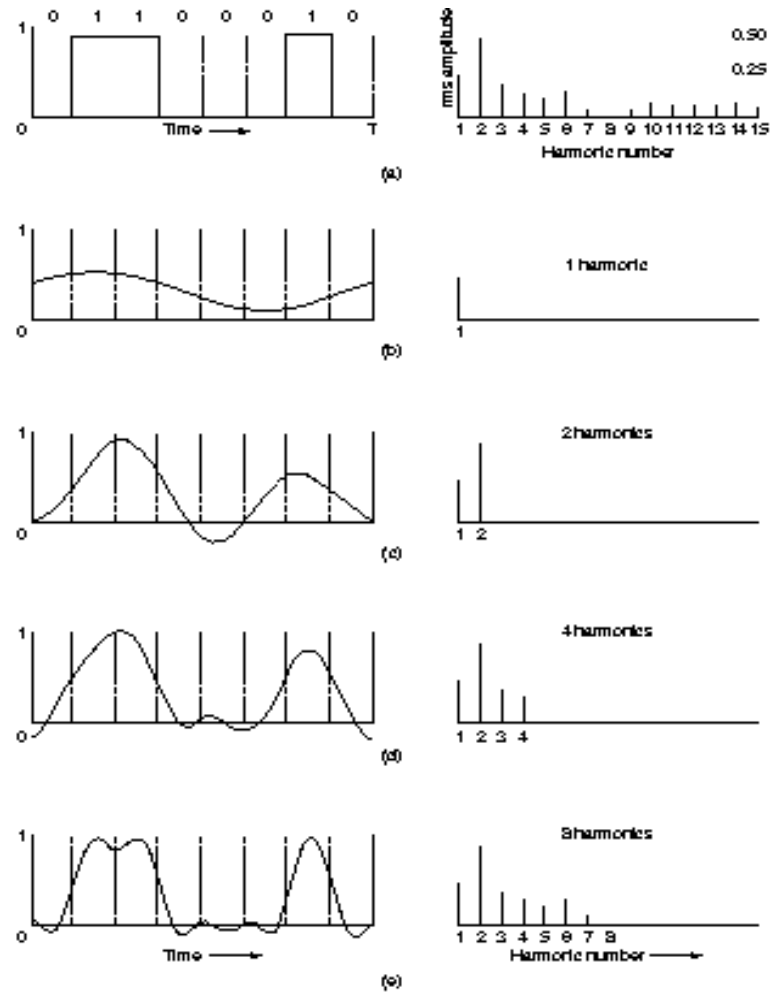 0 1 1 0 0 0 1 0
1
0
Time
T
rms amplitude
0.50
0.25
1 2 3 4 5 6 7 8 9 10 11 12 13 14 15
Harmonic number
(a)
1
0
1 harmonic
1
(b)
1
0
2 harmonics
1 2
(c)
1
0
4 harmonics
1 2 3 4
(d)
1
0
Time
8 harmonics
1 2 3 4 5 6 7 8
Harmonic number
(e)